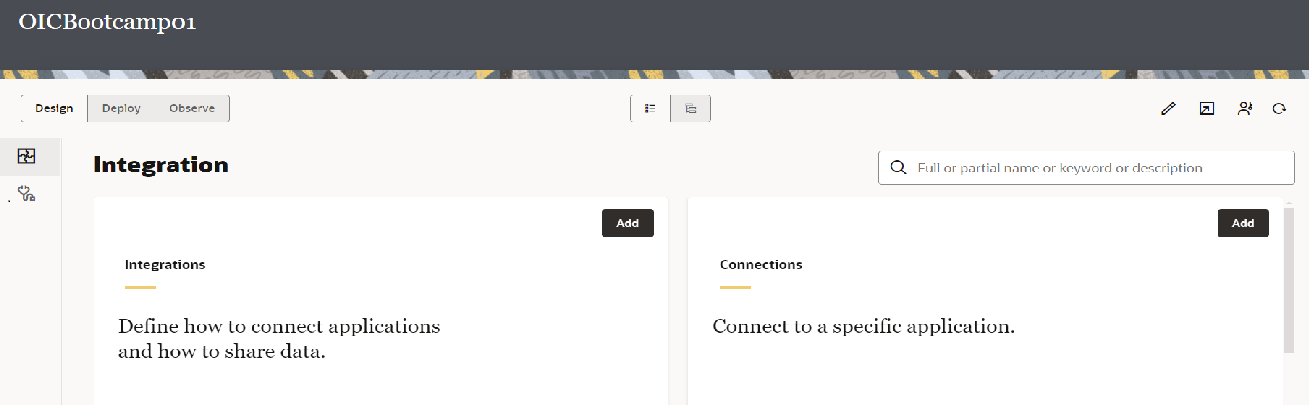 OICBootcamp01
Design Deploy Observe
Integration
Full or partial name or keyword or description
Add
Add
Integrations
Connections
Define how to connect applications
and how to share data.
Connect to a specific application.